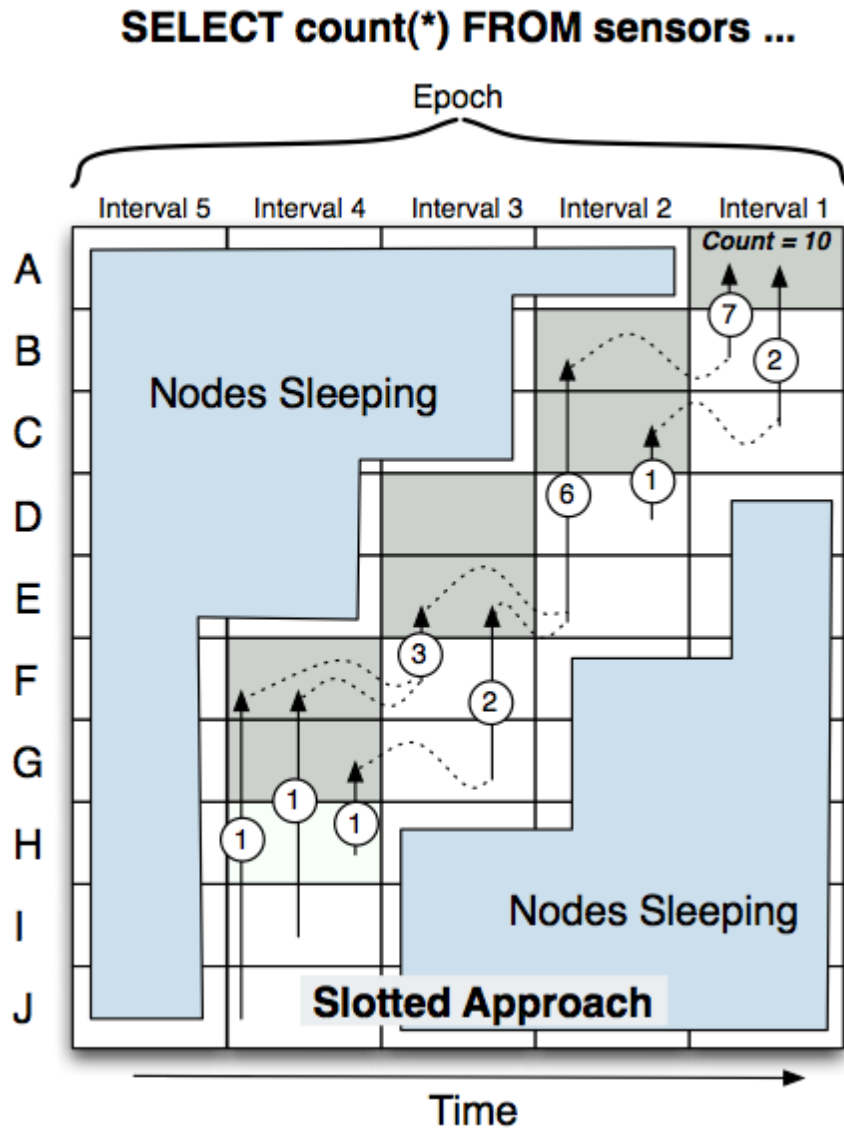 SELECT count(*) FROM sensors ...
Epoch
Interval 5 Interval 4 Interval 3 Interval 2 Interval 1
Count = 10
A
7
B
Nodes Sleeping
2
C
6
1
D
E
3
F
2
G
1
1
1
H
I
Nodes Sleeping
J
Slotted Approach
Time